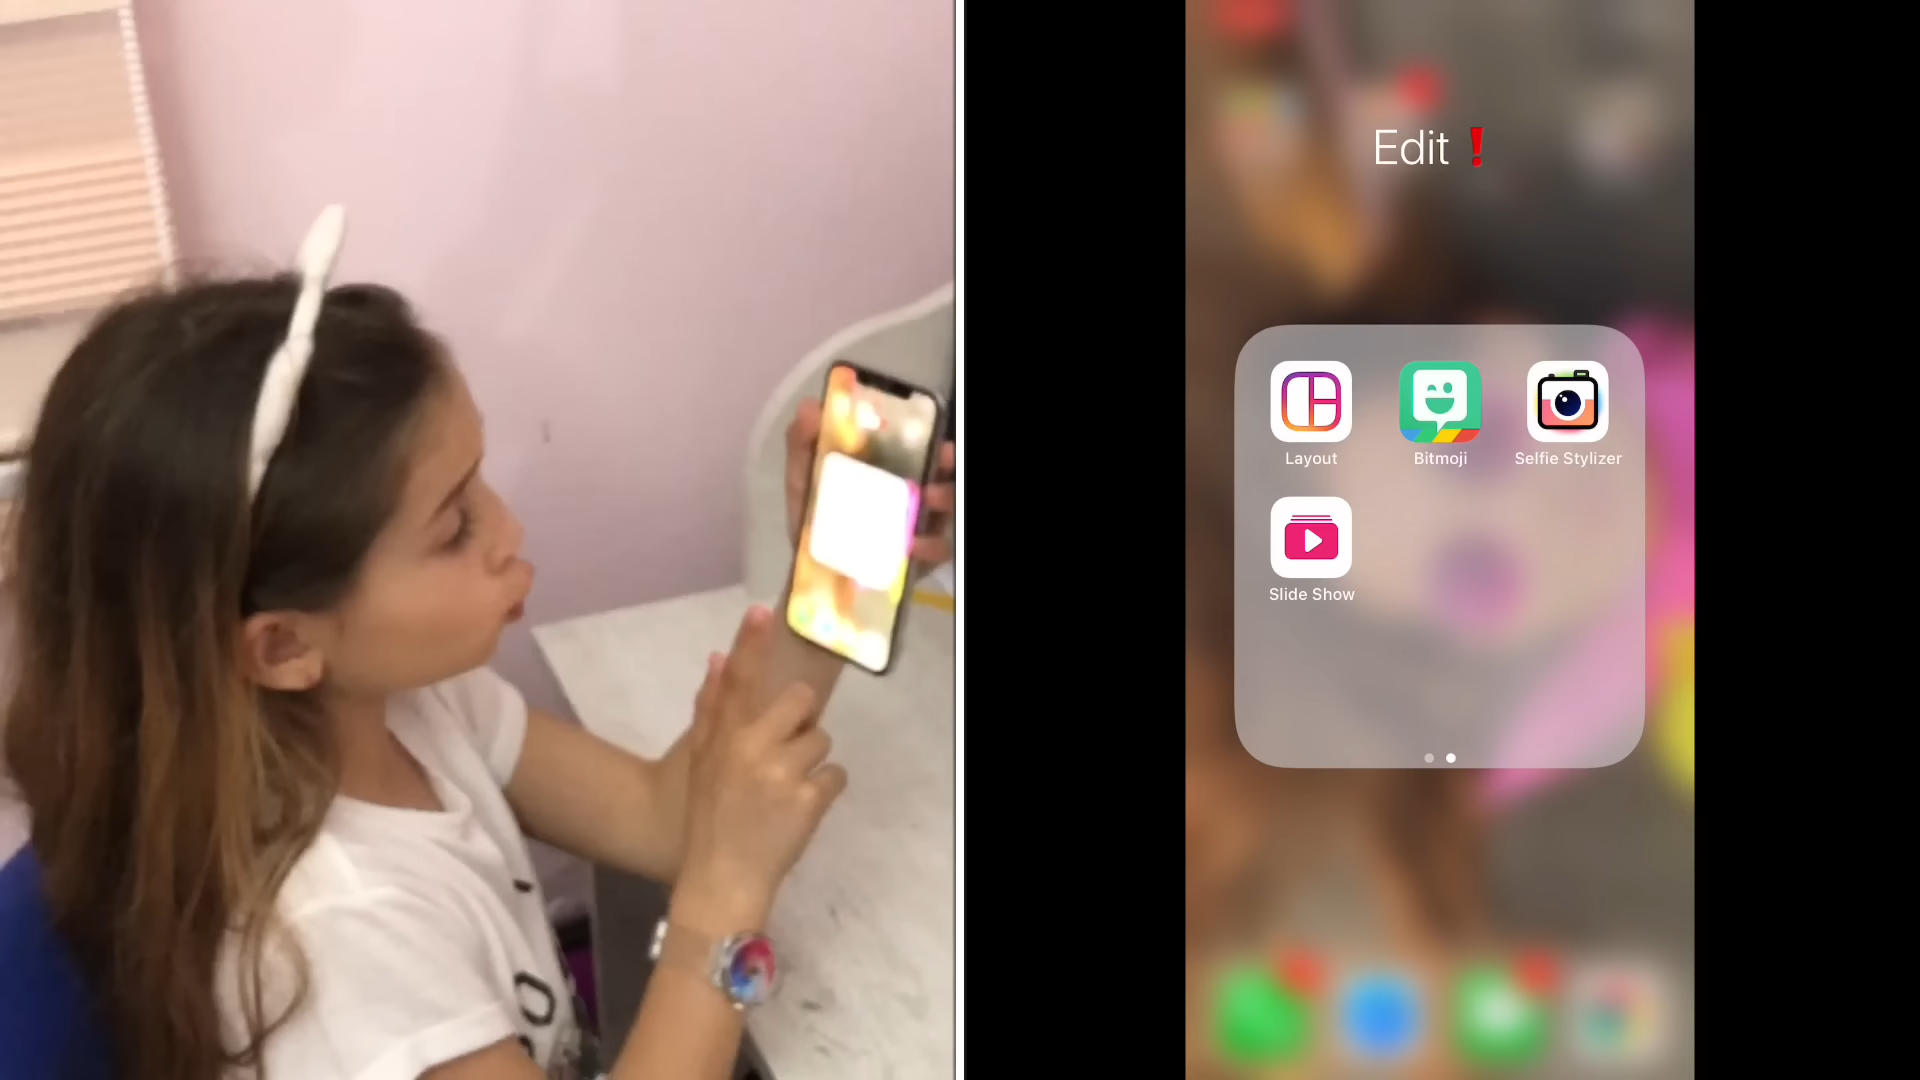 Edit❗
Layout
Bitmoji
Selfie Stylizer
Slide Show